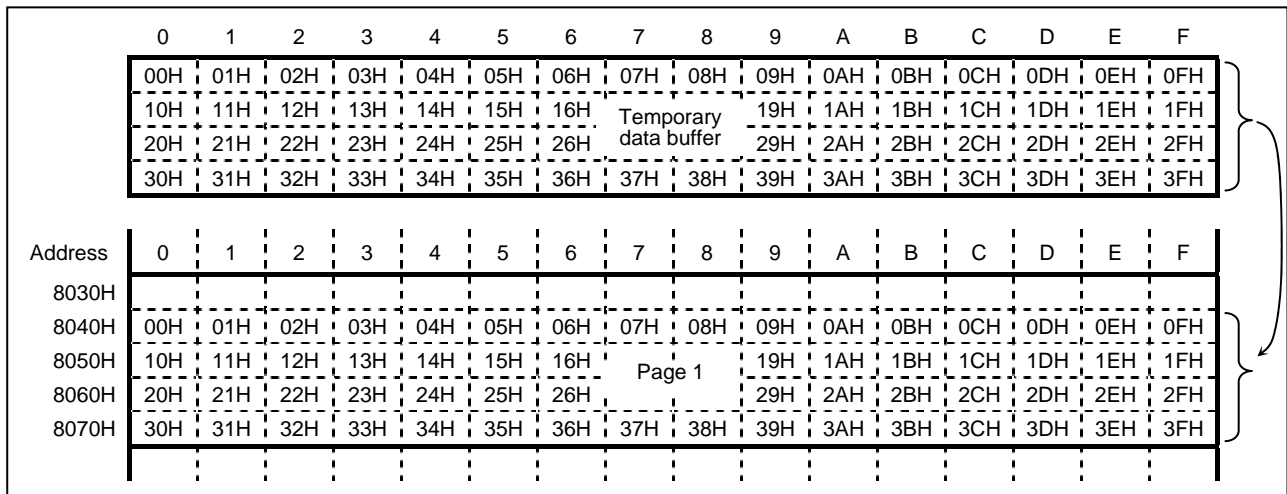 0 1 2 3 4 5 6 7 8 9 A B C D E F
00H 01H 02H 03H 04H 05H 06H 07H 08H 09H 0AH 0BH 0CH 0DH 0EH 0FH
10H 11H 12H 13H 14H 15H 16H 19H 1AH 1BH 1CH 1DH 1EH 1FH
Temporary
data buffer
20H 21H 22H 23H 24H 25H 26H 29H 2AH 2BH 2CH 2DH 2EH 2FH
30H 31H 32H 33H 34H 35H 36H 37H 38H 39H 3AH 3BH 3CH 3DH 3EH 3FH
Address 0 1 2 3 4 5 6 7 8 9 A B C D E F
8030H
8040H 00H 01H 02H 03H 04H 05H 06H 07H 08H 09H 0AH 0BH 0CH 0DH 0EH 0FH
8050H 10H 11H 12H 13H 14H 15H 16H 19H 1AH 1BH 1CH 1DH 1EH 1FH
Page 1
8060H 20H 21H 22H 23H 24H 25H 26H 29H 2AH 2BH 2CH 2DH 2EH 2FH
8070H 30H 31H 32H 33H 34H 35H 36H 37H 38H 39H 3AH 3BH 3CH 3DH 3EH 3FH